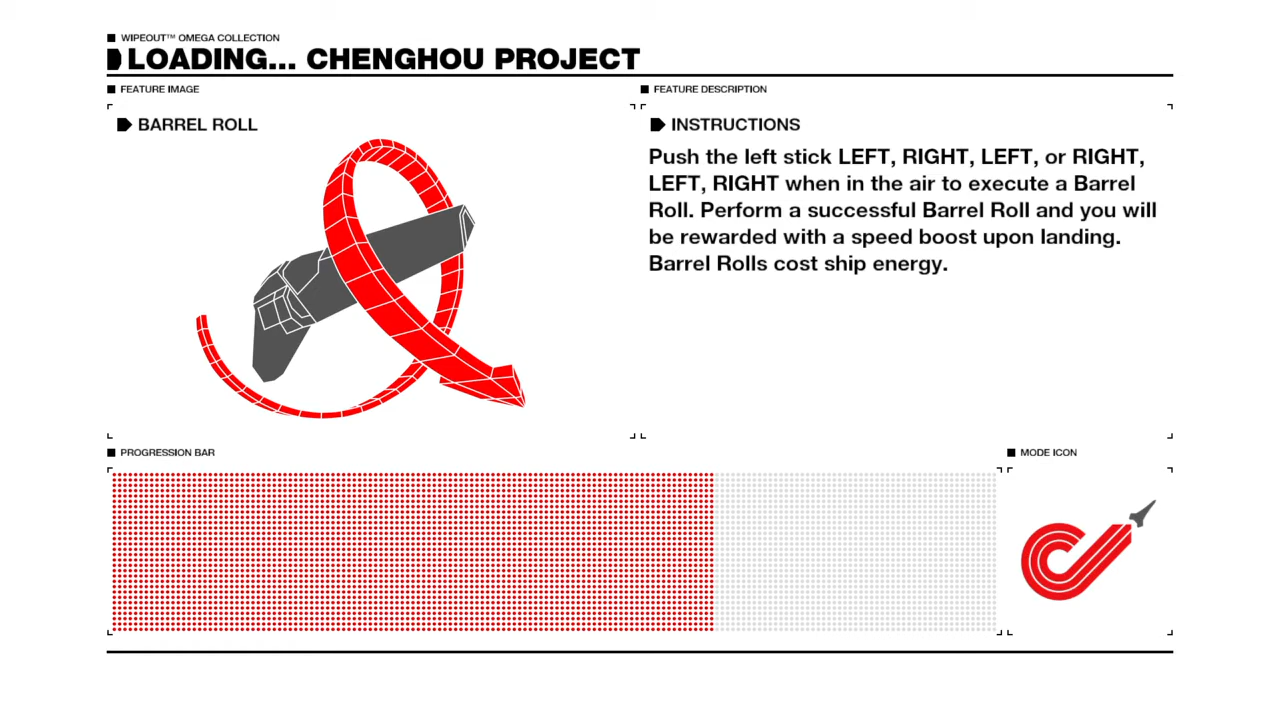 WIPEOUT™ OMEGA COLLECTION
LOADING... CHENGHOU PROJECT
FEATURE IMAGE
BARREL ROLL
FEATURE DESCRIPTION
INSTRUCTIONS
Push the left stick LEFT, RIGHT, LEFT, or RIGHT,
LEFT, RIGHT when in the air to execute a Barrel
Roll. Perform a successful Barrel Roll and you will
be rewarded with a speed boost upon landing.
Barrel Rolls cost ship energy.
PROGRESSION BAR
MODE ICON